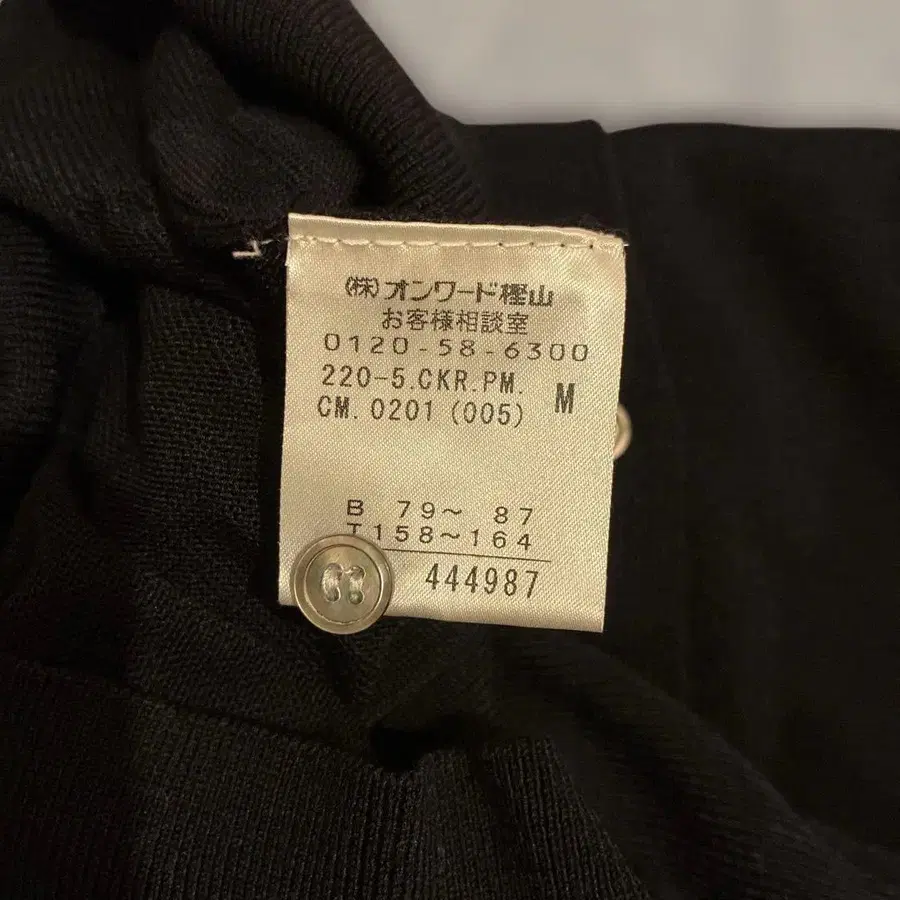 (株)オンワード樫山
お客様相談室
0120-58-6300
220-5.CKR.PM. M
CM.0201(005)
B 79～ 87
T 158～164
444987